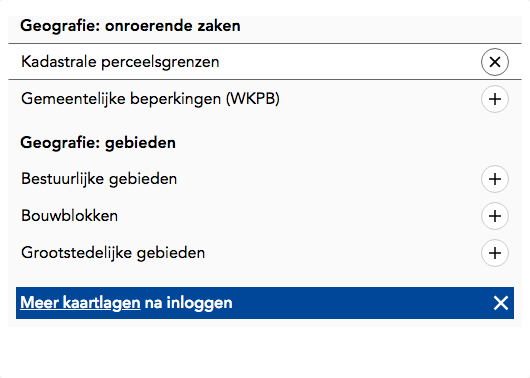 Geografie: onroerende zaken
Kadastrale perceelsgrenzen
Gemeentelijke beperkingen (WKPB)
Geografie: gebieden
Bestuurlijke gebieden
Bouwblokken
Grootstedelijke gebieden
Meer kaartlagen na inloggen